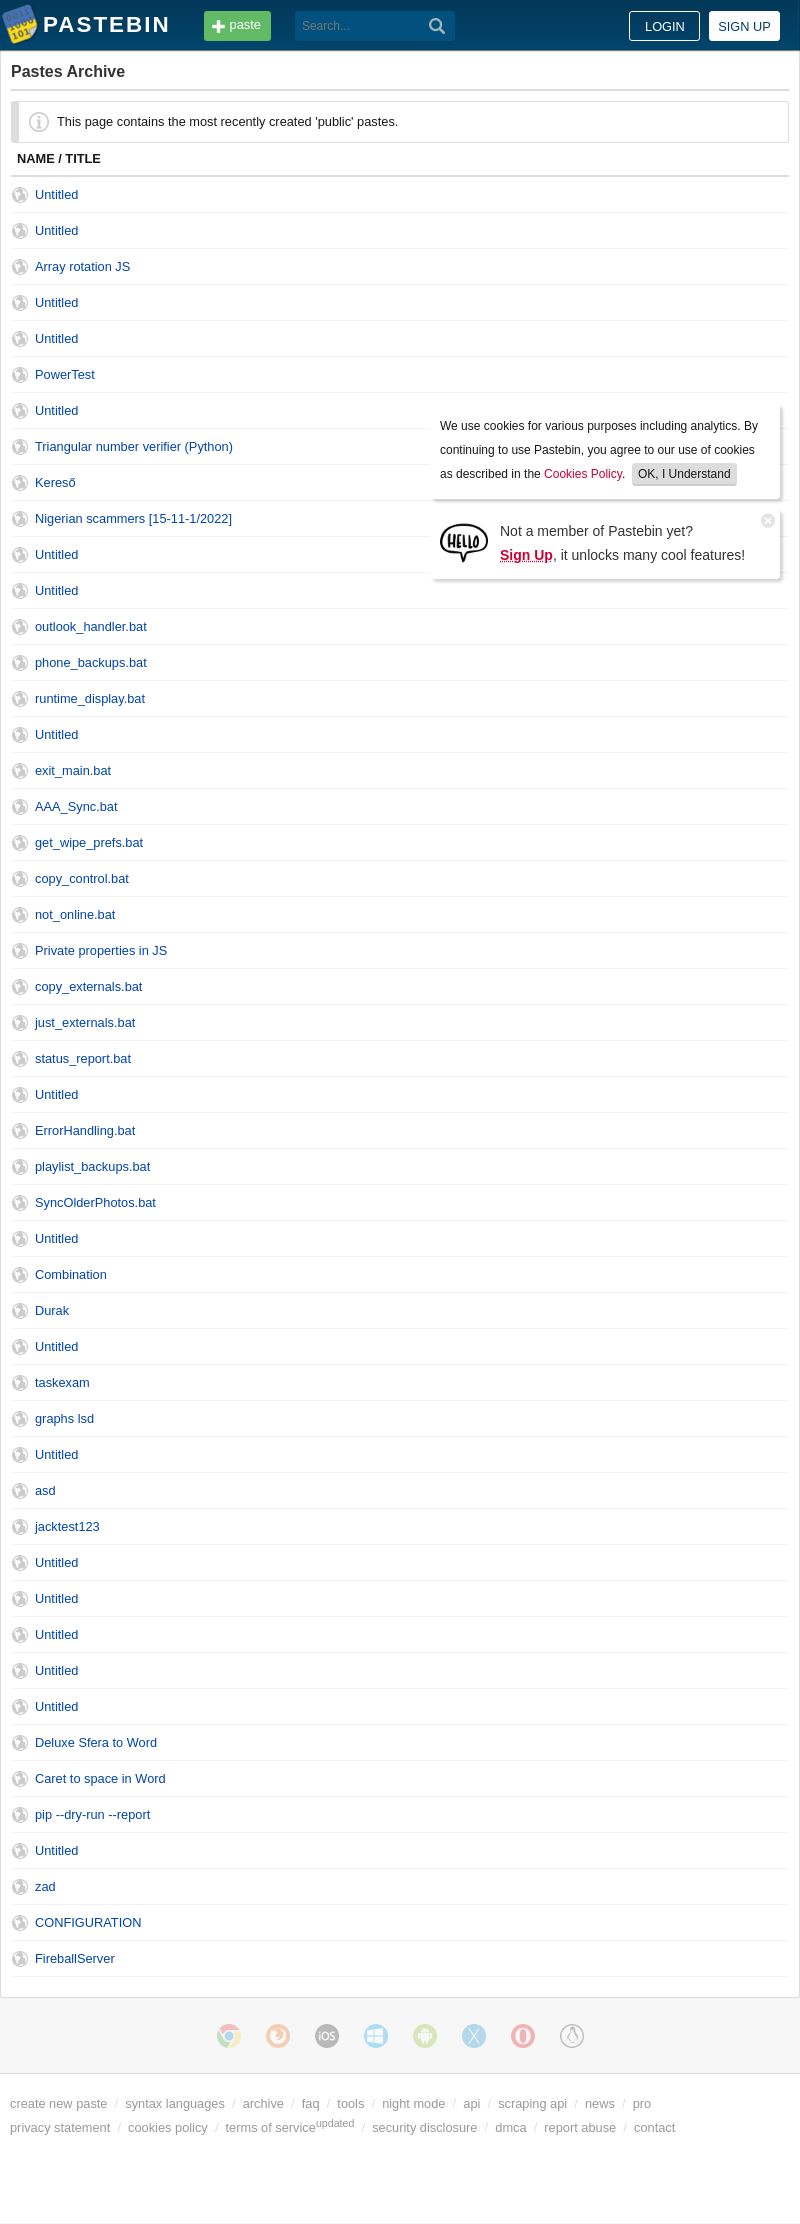 PASTEBIN
paste
Search...
LOGIN
SIGN UP
Pastes Archive
This page contains the most recently created 'public' pastes.
NAME / TITLE
Untitled
Untitled
Array rotation JS
Untitled
Untitled
PowerTest
Untitled
Triangular number verifier (Python)
Kereső
Nigerian scammers [15-11-1/2022]
Untitled
Untitled
We use cookies for various purposes including analytics. By
continuing to use Pastebin, you agree to our use of cookies
as described in the Cookies Policy. OK, I Understand
HELLO
Not a member of Pastebin yet?
Sign Up, it unlocks many cool features!
outlook_handler.bat
phone_backups.bat
runtime_display.bat
Untitled
exit_main.bat
AAA_Sync.bat
get_wipe_prefs.bat
copy_control.bat
not_online.bat
Private properties in JS
copy_externals.bat
just_externals.bat
status_report.bat
Untitled
ErrorHandling.bat
playlist_backups.bat
SyncOlderPhotos.bat
Untitled
Combination
Durak
Untitled
taskexam
graphs lsd
Untitled
asd
jacktest123
Untitled
Untitled
Untitled
Untitled
Untitled
Deluxe Sfera to Word
Caret to space in Word
pip --dry-run --report
Untitled
zad
CONFIGURATION
FireballServer
iOS
create new paste / syntax languages / archive / faq / tools / night mode / api / scraping api / news / pro
privacy statement / cookies policy / terms of service updated / security disclosure / dmca / report abuse / contact